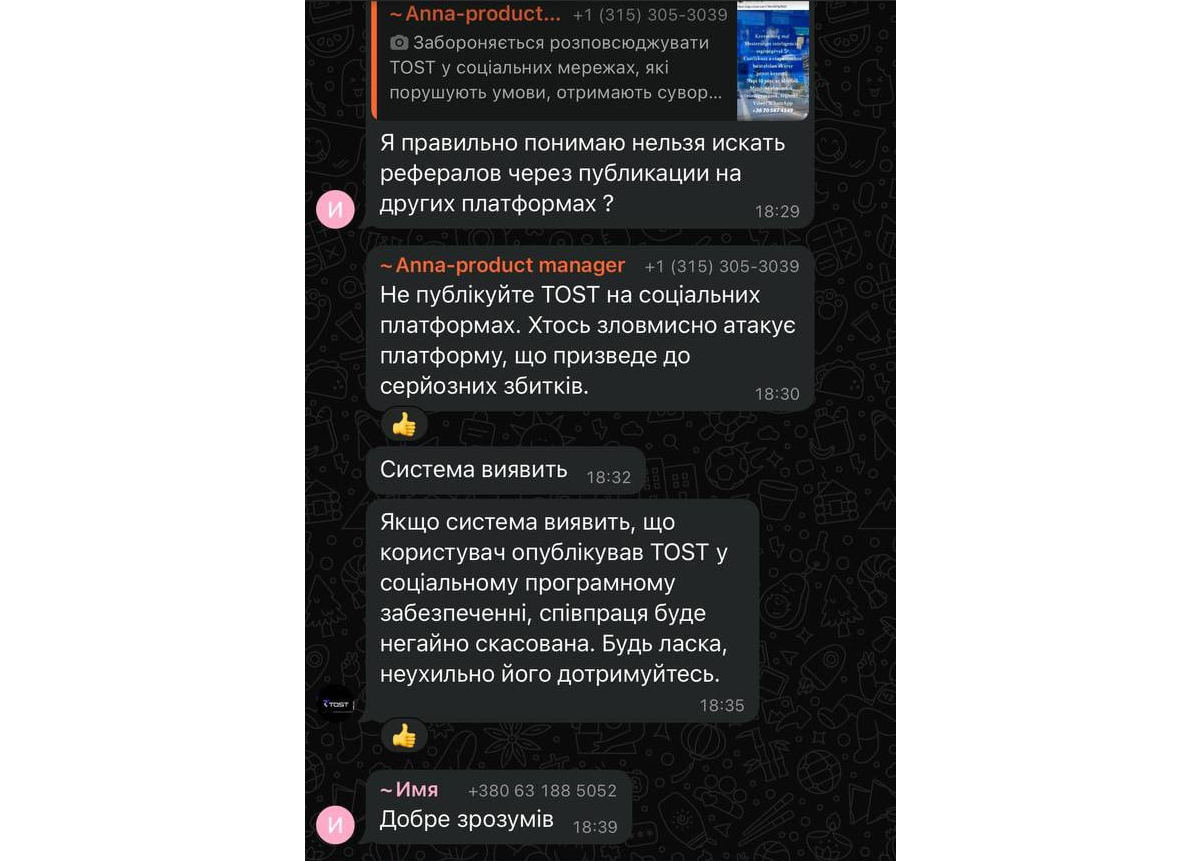 ~Anna-product... +1 (315) 305-3039
Забороняється розповсюджувати
TOST у соціальних мережах, які
порушують умови, отримають сувор...
Я правильно понимаю нельзя искать
рефералов через публикации на
других платформах ?
18:29
И
~Anna-product manager +1 (315) 305-3039
Не публікуйте TOST на соціальних
платформах. Хтось зловмисно атакує
платформу, що призведе до
серйозних збитків.
18:30
Система виявить 18:32
Якщо система виявить, що
користувач опублікував TOST у
соціальному програмному
забезпеченні, співпраця буде
негайно скасована. Будь ласка,
неухильно його дотримуйтесь.
18:35
TOST
~Имя +380 63 188 5052
Добре зрозумів 18:39
И